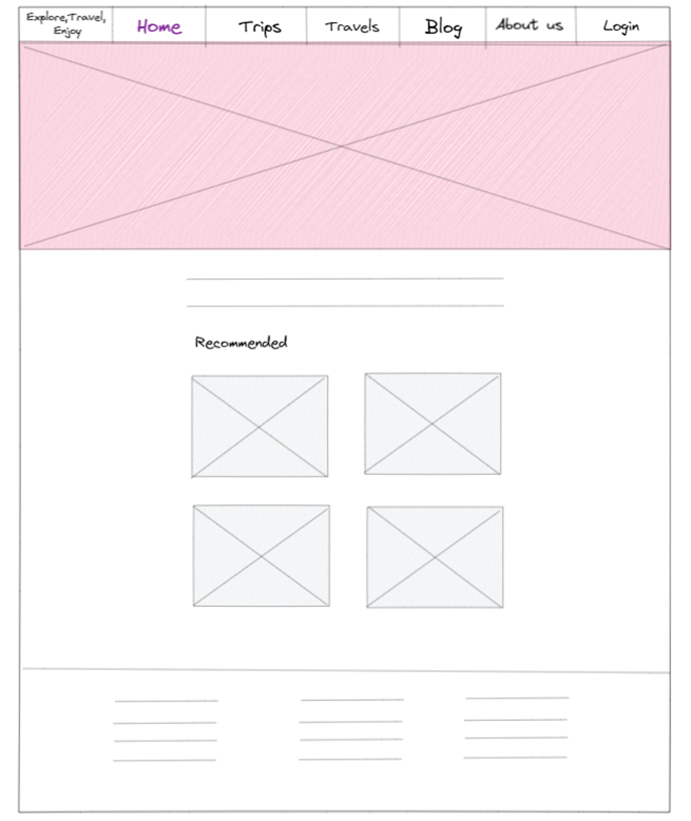 Explore,Travel,
Enjoy
Home
Trips
Travels
Blog
About us
Login
Recommended